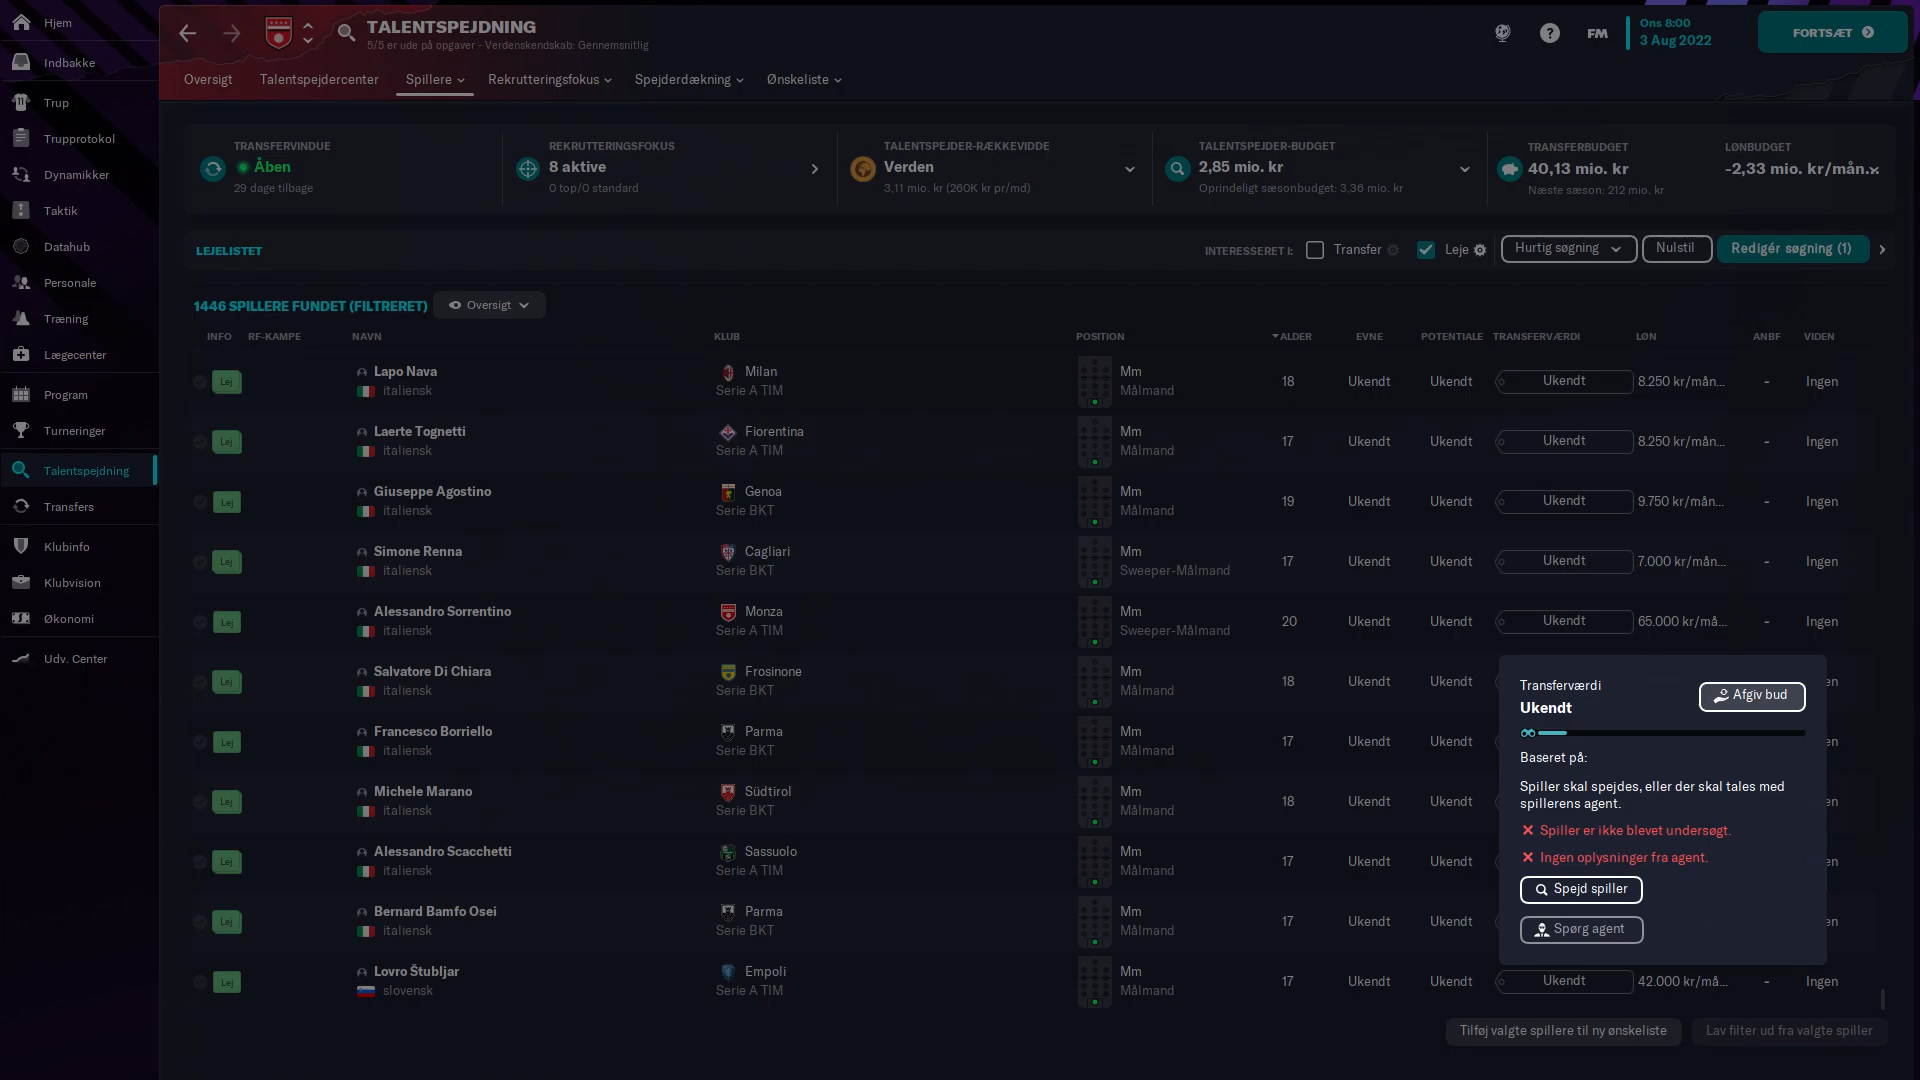 Hjem
Indbakke
Trup
Trupprotokol
Dynamikker
Taktik
Datahub
Personale
Træning
Lægecenter
Program
Turneringer
Talentspejdning
Transfers
Klubinfo
Klubvision
Økonomi
Udv. Center
TALENTSPEJDNING
5/5 er ude på opgaver - Verdenskendskab: Gennemsnitlig
FM
Ons 8:00
3 Aug 2022
FORTSÆT
Oversigt Talentspejdercenter Spillere Rekrutteringsfokus Spejderdækning Ønskeliste
TRANSFERVINDUE
Åben
29 dage tilbage
REKRUTTERINGSFOKUS
8 aktive
0 top/0 standard
TALENTSPEJDER-RÆKKEVIDDE
Verden
3,11 mio. kr (260K kr pr/md)
TALENTSPEJDER-BUDGET
2,85 mio. kr
Oprindeligt sæsonbudget: 3,36 mio. kr
TRANSFERBUDGET
40,13 mio. kr
Næste sæson: 212 mio. kr
LØNBUDGET
-2,33 mio. kr/mån...
LEJELISTET
INTERESSERET I: Transfer Leje Hurtig søgning Nulstil Redigér søgning (1)
1446 SPILLERE FUNDET (FILTRERET) Oversigt
INFO RF-KAMPE NAVN KLUB POSITION ALDER EVNE POTENTIALE TRANSFERVÆRDI LØN ANBF VIDEN
Lej Lapo Nava Milan Mm 18 Ukendt Ukendt Ukendt 8.250 kr/mån... - Ingen
italiensk Serie A TIM Målmand
Lej Laerte Tognetti Fiorentina Mm 17 Ukendt Ukendt Ukendt 8.250 kr/mån... - Ingen
italiensk Serie A TIM Målmand
Lej Giuseppe Agostino Genoa Mm 19 Ukendt Ukendt Ukendt 9.750 kr/mån... - Ingen
italiensk Serie BKT Målmand
Lej Simone Renna Cagliari Mm 17 Ukendt Ukendt Ukendt 7.000 kr/mån... - Ingen
italiensk Serie BKT Sweeper-Målmand
Lej Alessandro Sorrentino Monza Mm 20 Ukendt Ukendt Ukendt 65.000 kr/må... - Ingen
italiensk Serie A TIM Sweeper-Målmand
Lej Salvatore Di Chiara Frosinone Mm 18 Ukendt Ukendt en
italiensk Serie BKT Målmand
Lej Francesco Borriello Parma Mm 17 Ukendt Ukendt en
italiensk Serie BKT Målmand
Lej Michele Marano Südtirol Mm 18 Ukendt Ukendt en
italiensk Serie BKT Målmand
Lej Alessandro Scacchetti Sassuolo Mm 17 Ukendt Ukendt en
italiensk Serie A TIM Målmand
Lej Bernard Bamfo Osei Parma Mm 17 Ukendt Ukendt en
italiensk Serie BKT Målmand
Lej Lovro Štubljar Empoli Mm 17 Ukendt Ukendt Ukendt 42.000 kr/må... - Ingen
slovensk Serie A TIM Målmand
Transferværdi
Ukendt
Afgiv bud
Baseret på:
Spiller skal spejdes, eller der skal tales med
spillerens agent.
Spiller er ikke blevet undersøgt.
Ingen oplysninger fra agent.
Spejd spiller
Spørg agent
Tilføj valgte spillere til ny ønskeliste Lav filter ud fra valgte spiller